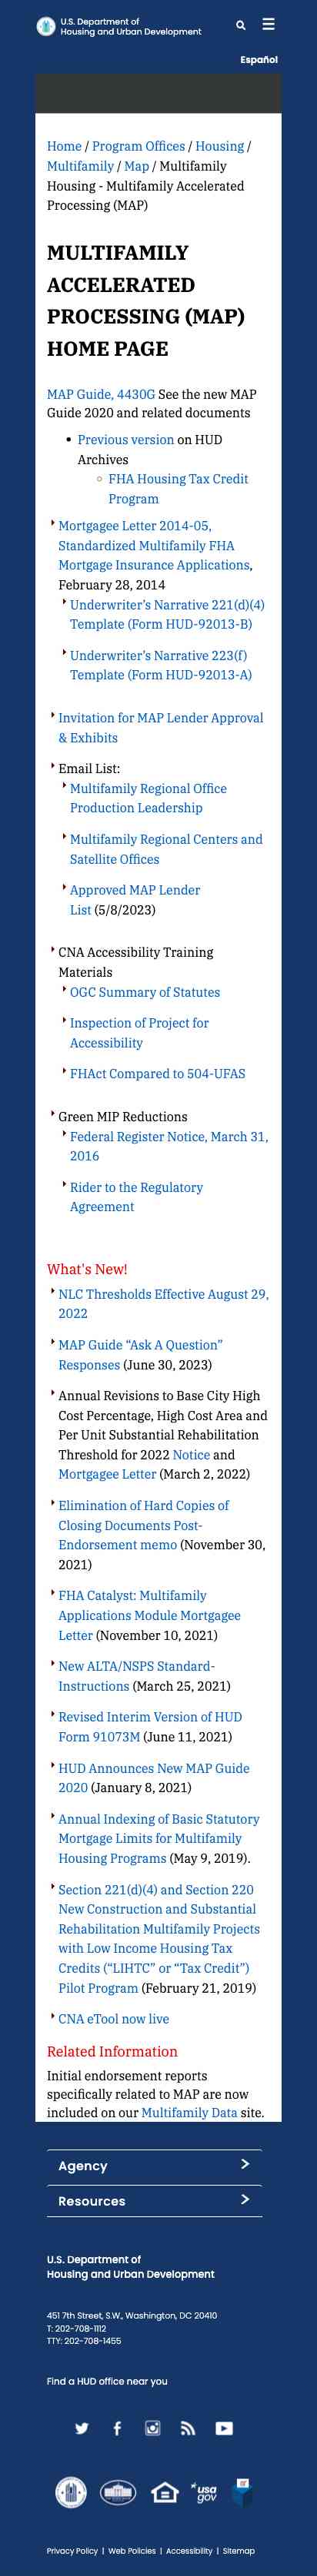 U.S. Department of
Housing and Urban Development
Español
Home / Program Offices / Housing /
Multifamily / Map / Multifamily
Housing - Multifamily Accelerated
Processing (MAP)
MULTIFAMILY
ACCELERATED
PROCESSING (MAP)
HOME PAGE
MAP Guide, 4430G See the new MAP
Guide 2020 and related documents
Previous version on HUD
Archives
FHA Housing Tax Credit
Program
Mortgagee Letter 2014-05,
Standardized Multifamily FHA
Mortgage Insurance Applications,
February 28, 2014
Underwriter's Narrative 221(d)(4)
Template (Form HUD-92013-B)
Underwriter's Narrative 223(f)
Template (Form HUD-92013-A)
Invitation for MAP Lender Approval
& Exhibits
Email List:
Multifamily Regional Office
Production Leadership
Multifamily Regional Centers and
Satellite Offices
Approved MAP Lender
List (5/8/2023)
CNA Accessibility Training
Materials
OGC Summary of Statutes
Inspection of Project for
Accessibility
FHAct Compared to 504-UFAS
Green MIP Reductions
Federal Register Notice, March 31,
2016
Rider to the Regulatory
Agreement
What's New!
NLC Thresholds Effective August 29,
2022
MAP Guide "Ask A Question"
Responses (June 30, 2023)
Annual Revisions to Base City High
Cost Percentage, High Cost Area and
Per Unit Substantial Rehabilitation
Threshold for 2022 Notice and
Mortgagee Letter (March 2, 2022)
Elimination of Hard Copies of
Closing Documents Post-
Endorsement memo (November 30,
2021)
FHA Catalyst: Multifamily
Applications Module Mortgagee
Letter (November 10, 2021)
New ALTA/NSPS Standard-
Instructions (March 25, 2021)
Revised Interim Version of HUD
Form 91073M (June 11, 2021)
HUD Announces New MAP Guide
2020 (January 8, 2021)
Annual Indexing of Basic Statutory
Mortgage Limits for Multifamily
Housing Programs (May 9, 2019).
Section 221(d)(4) and Section 220
New Construction and Substantial
Rehabilitation Multifamily Projects
with Low Income Housing Tax
Credits ("LIHTC" or "Tax Credit")
Pilot Program (February 21, 2019)
CNA eTool now live
Related Information
Initial endorsement reports
specifically related to MAP are now
included on our Multifamily Data site.
Agency
Resources
U.S. Department of
Housing and Urban Development
451 7th Street, S.W., Washington, DC 20410
T: 202-708-1112
TTY: 202-708-1455
Find a HUD office near you
usa
gov
Privacy Policy | Web Policies | Accessibility | Sitemap